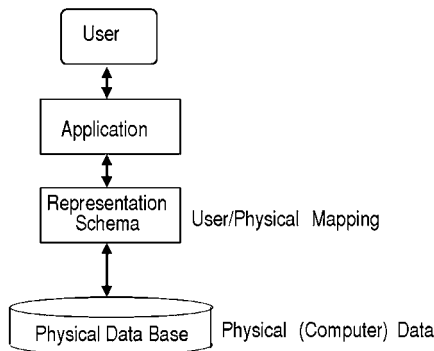 User
Application
Representation
Schema
User/Physical Mapping
Physical Data Base
Physical (Computer) Data